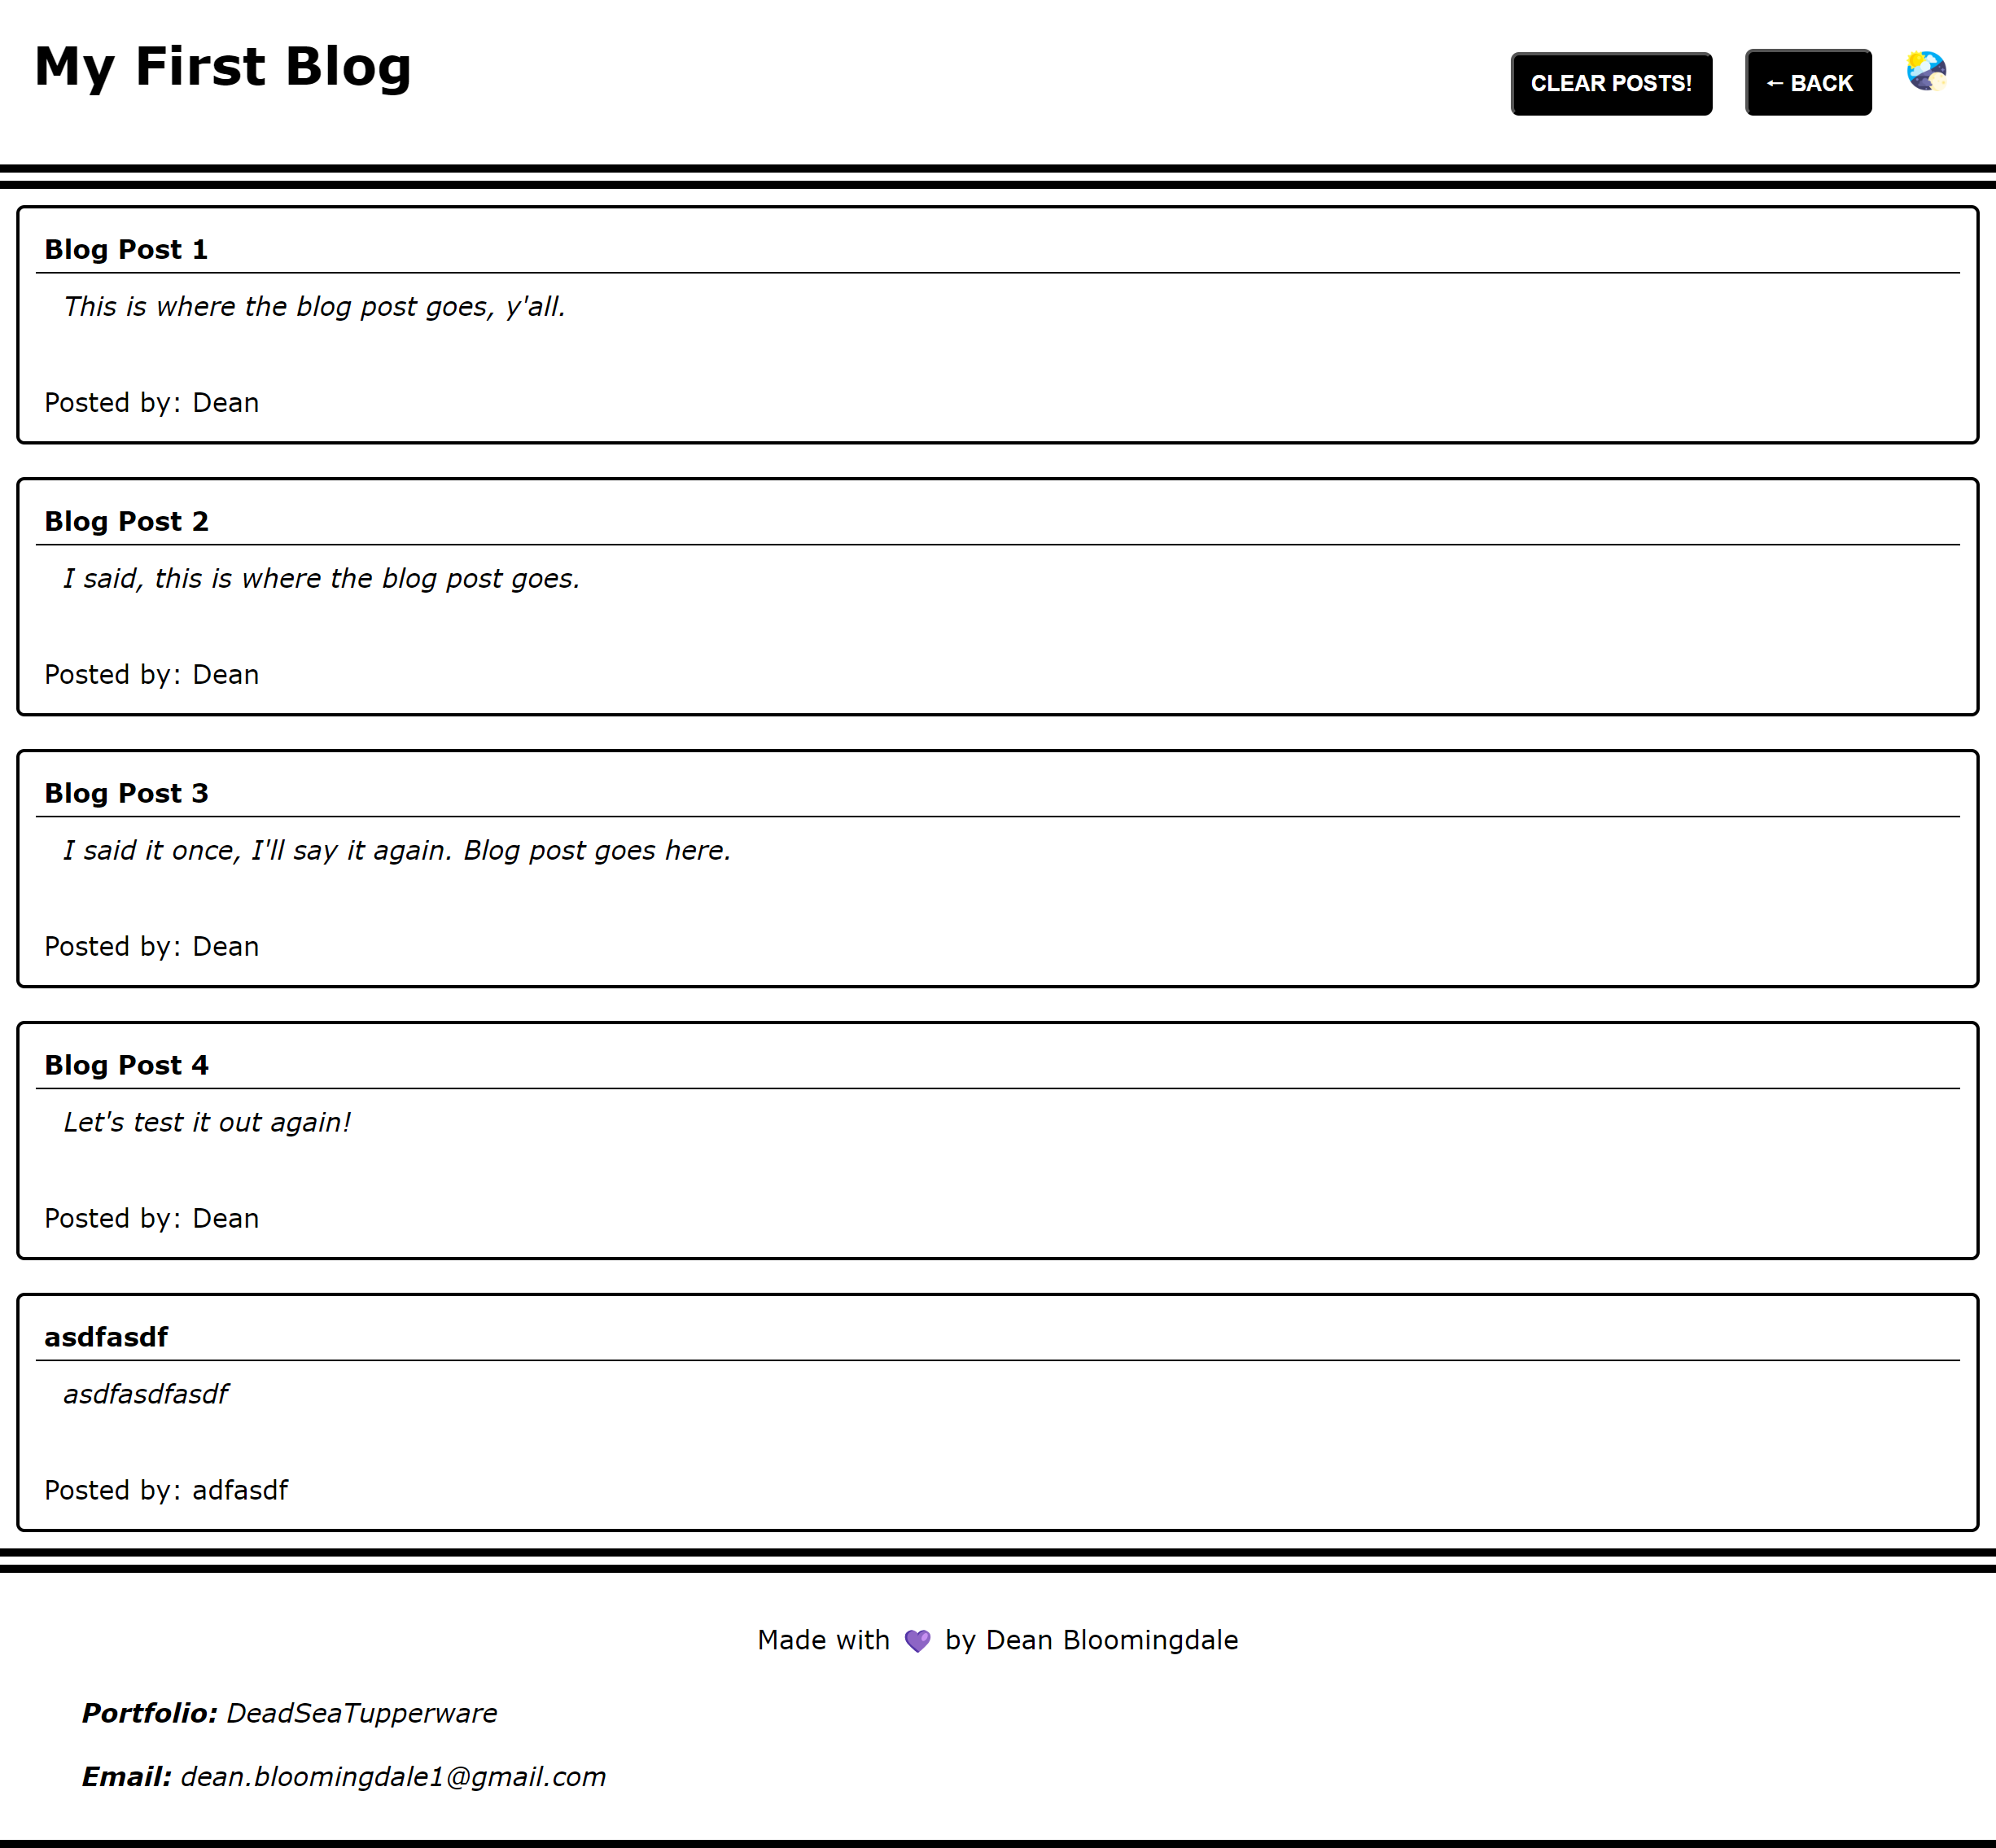 My First Blog
CLEAR POSTS!
← BACK
Blog Post 1
This is where the blog post goes, y'all.
Posted by: Dean
Blog Post 2
I said, this is where the blog post goes.
Posted by: Dean
Blog Post 3
I said it once, I'll say it again. Blog post goes here.
Posted by: Dean
Blog Post 4
Let's test it out again!
Posted by: Dean
asdfasdf
asdfasdfasdf
Posted by: adfasdf
Made with 💜 by Dean Bloomingdale
Portfolio: DeadSeaTupperware
Email: dean.bloomingdale1@gmail.com